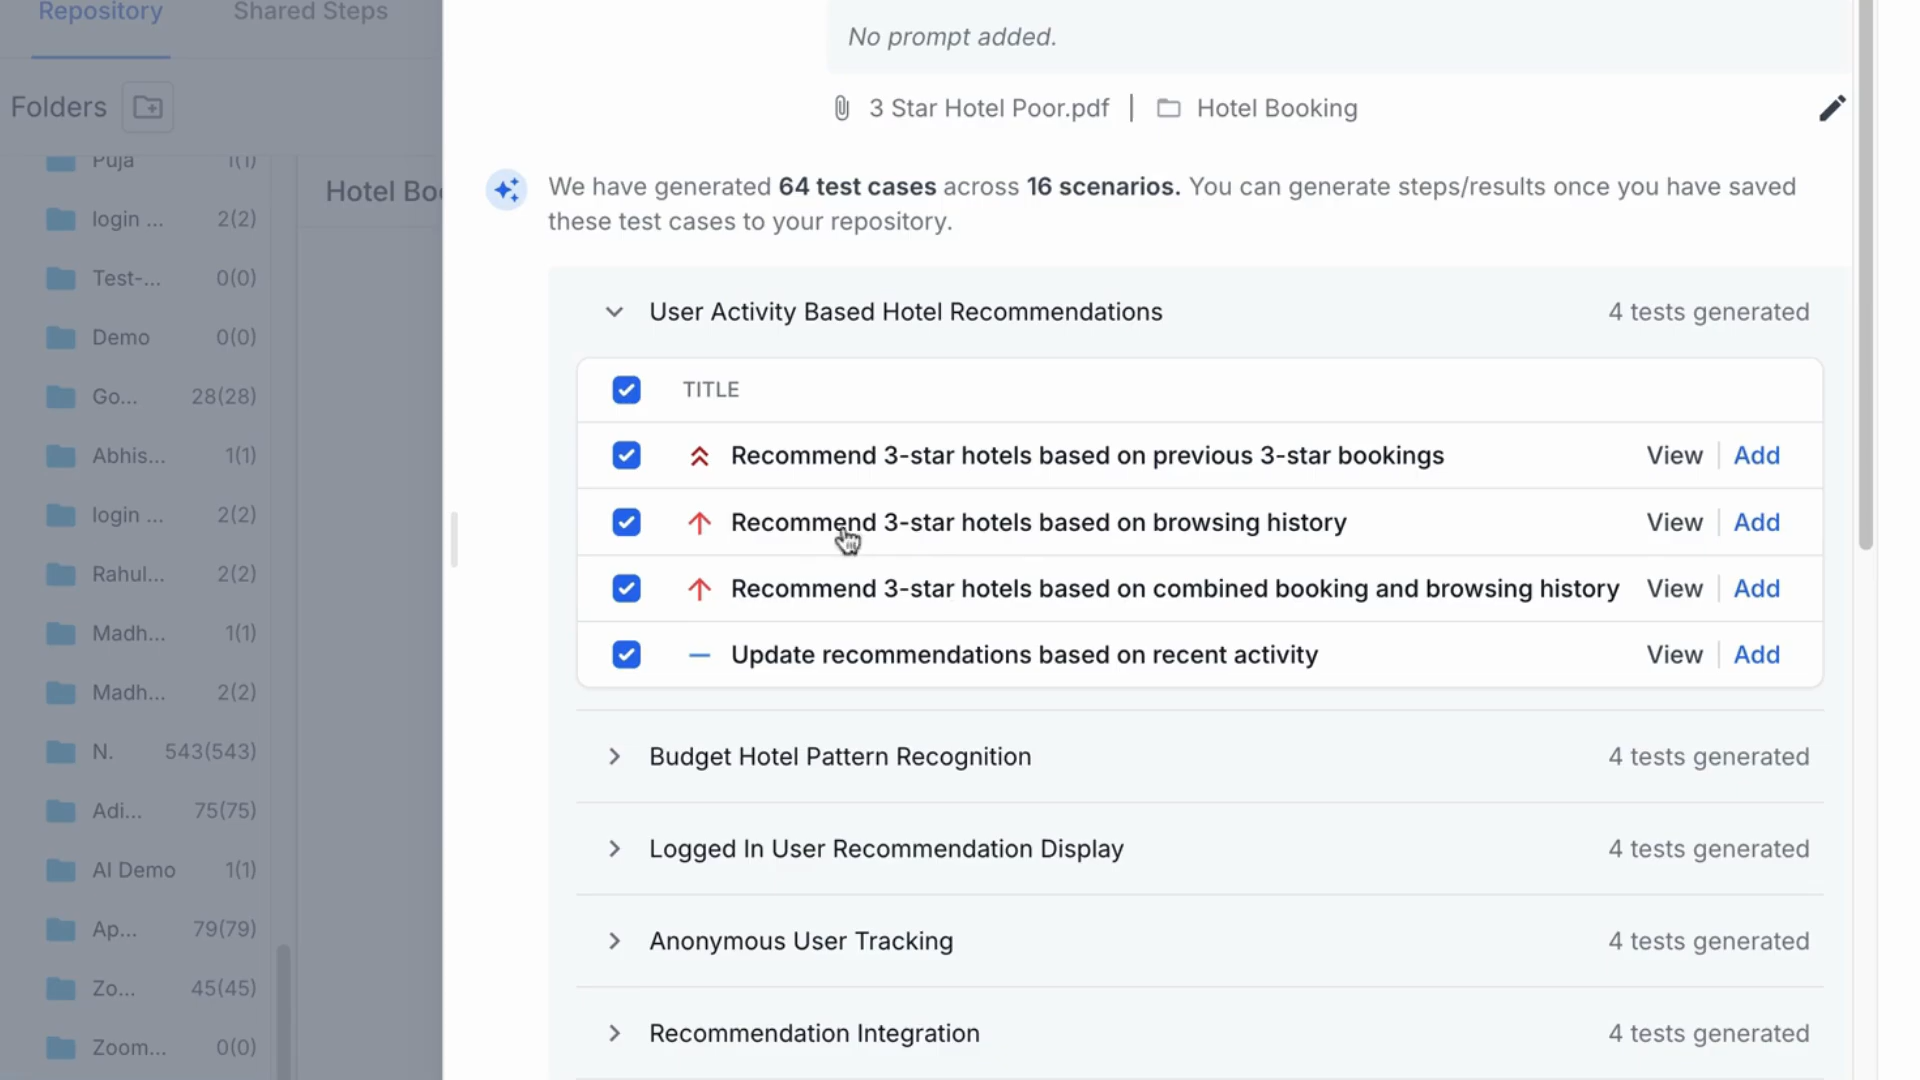 Repository
Shared Steps
Folders
Puja 1(1)
login ... 2(2)
Test-... 0(0)
Demo 0(0)
Go... 28(28)
Abhis... 1(1)
login ... 2(2)
Rahul... 2(2)
Madh... 1(1)
Madh... 2(2)
N. 543(543)
Adi... 75(75)
AI Demo 1(1)
Ap... 79(79)
Zo... 45(45)
Zoom... 0(0)
Hotel Boo
No prompt added.
3 Star Hotel Poor.pdf | Hotel Booking
We have generated 64 test cases across 16 scenarios. You can generate steps/results once you have saved
these test cases to your repository.
User Activity Based Hotel Recommendations 4 tests generated
TITLE
Recommend 3-star hotels based on previous 3-star bookings View | Add
Recommend 3-star hotels based on browsing history View | Add
Recommend 3-star hotels based on combined booking and browsing history View | Add
Update recommendations based on recent activity View | Add
Budget Hotel Pattern Recognition 4 tests generated
Logged In User Recommendation Display 4 tests generated
Anonymous User Tracking 4 tests generated
Recommendation Integration 4 tests generated